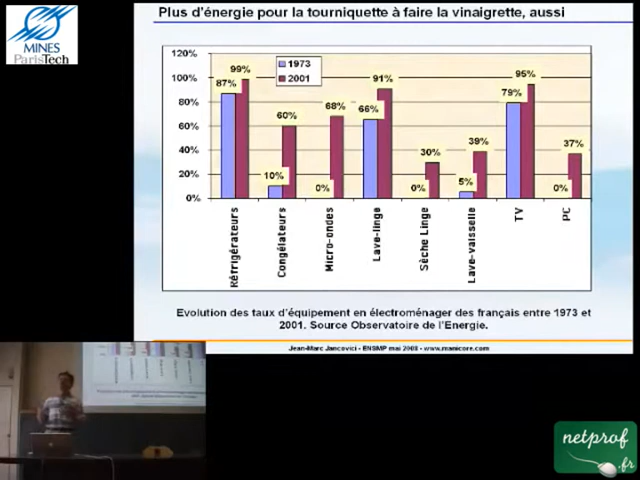 MINES
ParisTech
Plus d'énergie pour la tourniquette à faire la vinaigrette, aussi
120%
100%
80%
60%
40%
20%
0%
1973
2001
87%
99%
10%
60%
0%
68%
66%
91%
0%
30%
5%
39%
79%
95%
0%
37%
Réfrigérateurs
Congélateurs
Micro-ondes
Lave-linge
Sèche Linge
Lave-vaisselle
TV
PC
Evolution des taux d'équipement en électroménager des français entre 1973 et
2001. Source Observatoire de l'Energie.
Jean-Marc Jancovici - ENSMP mai 2008 - www.manicore.com
netprof
.fr